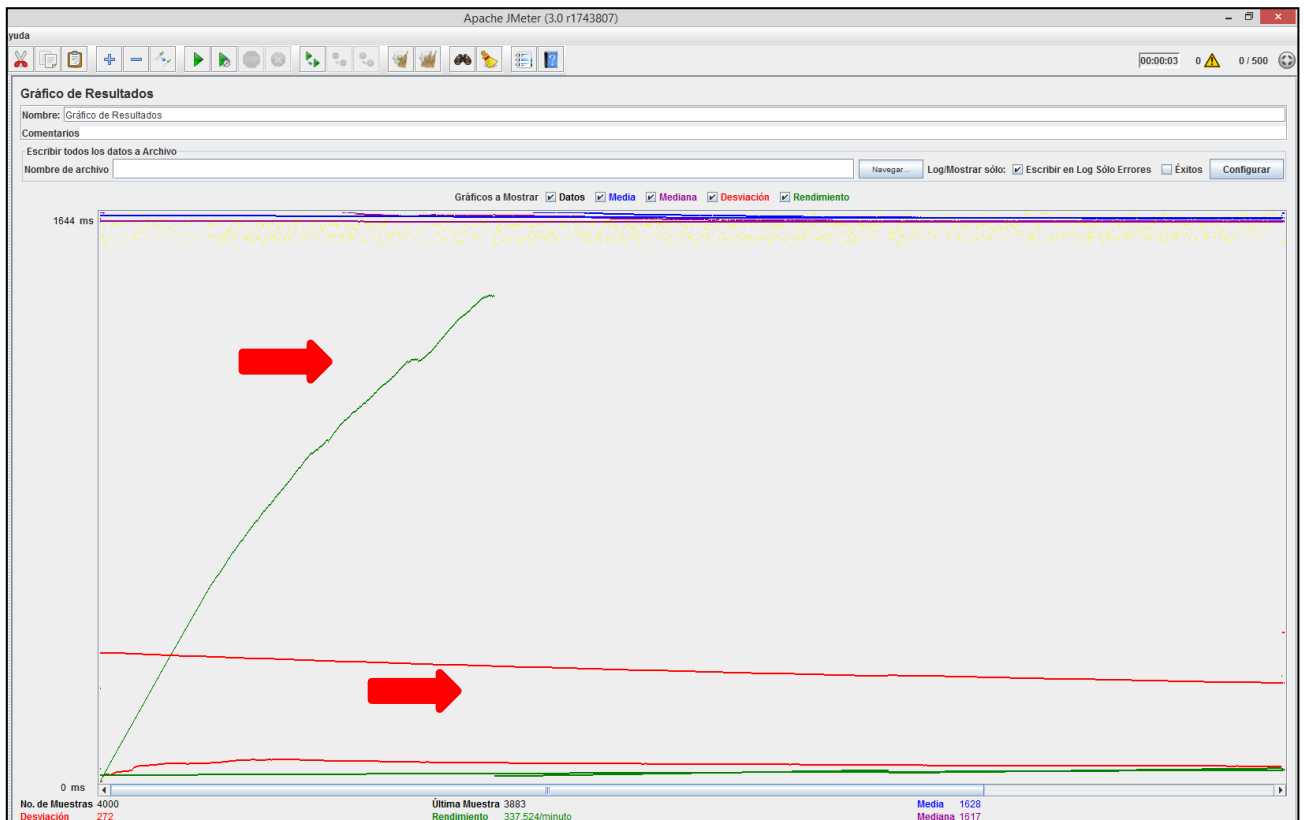 Apache JMeter (3.0 r1743807)
yuda
00:00:03 0 0 / 500
Gráfico de Resultados
Nombre: Gráfico de Resultados
Comentarios
Escribir todos los datos a Archivo
Nombre de archivo Navegar... Log/Mostrar sólo: Escribir en Log Sólo Errores Éxitos Configurar
Gráficos a Mostrar Datos Media Mediana Desviación Rendimiento
1644 ms
0 ms
No. de Muestras 4000 Última Muestra 3883 Media 1628
Desviación 272 Rendimiento 337.524/minuto Mediana 1617